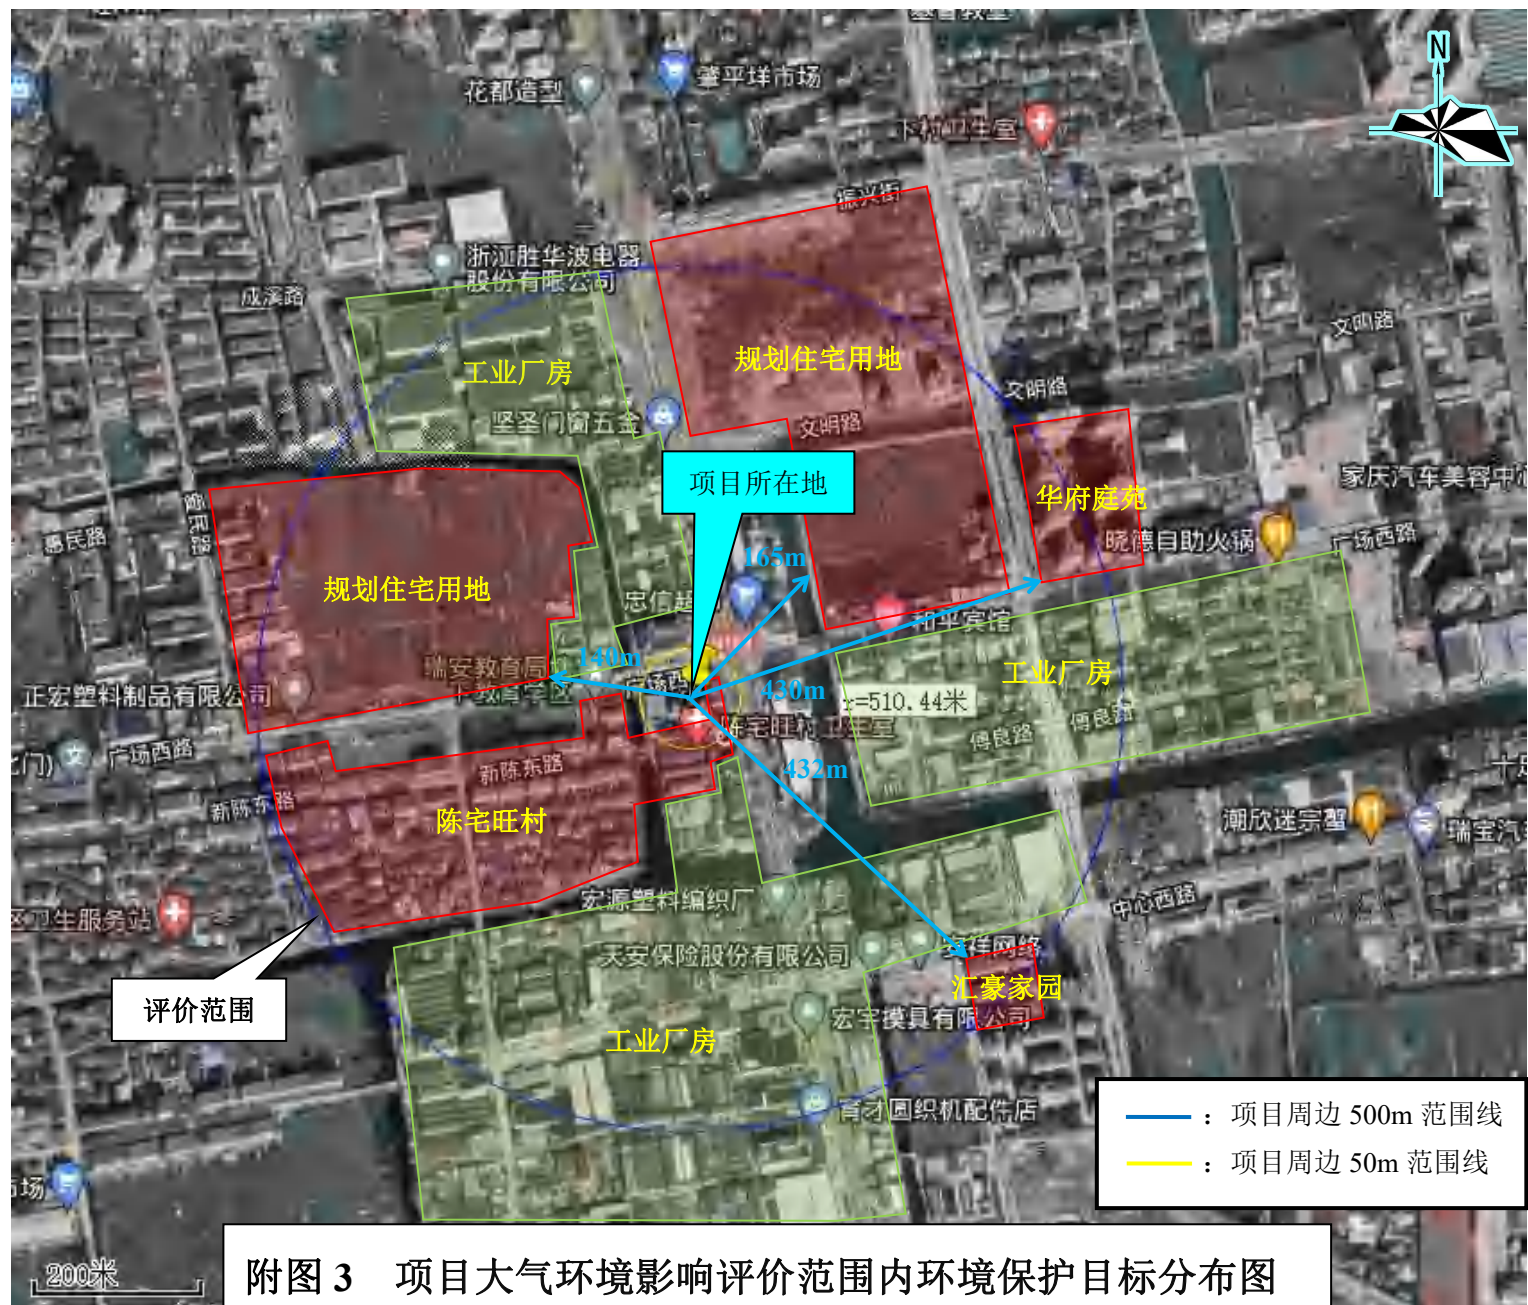 N
花都造型
肇平垟市场
下村卫生室
振兴街
浙江胜华波电器
股份有限公司
成溪路
文明路
工业厂房
规划住宅用地
文明路
坚圣门窗五金
文明路
家庆汽车美容中心
项目所在地
华府庭苑
惠民路
晓德自助火锅
广场西路
165m
规划住宅用地
和平宾馆
瑞安教育局
140m
工业厂房
430m
正宏塑料制品有限公司
=510.44米
傅良路
傅良路
陈宅旺村卫生室
广场西路
432m
新陈东路
新陈东路
陈宅旺村
潮欣迷宗蟹
宏源塑料编织厂
中心西路
区卫生服务站
天安保险股份有限公司
汇豪家园
评价范围
宏宇摸具有限公司
工业厂房
育才圆织机配件店
：项目周边 500m 范围线
：项目周边 50m 范围线
200米
附图 3 项目大气环境影响评价范围内环境保护目标分布图